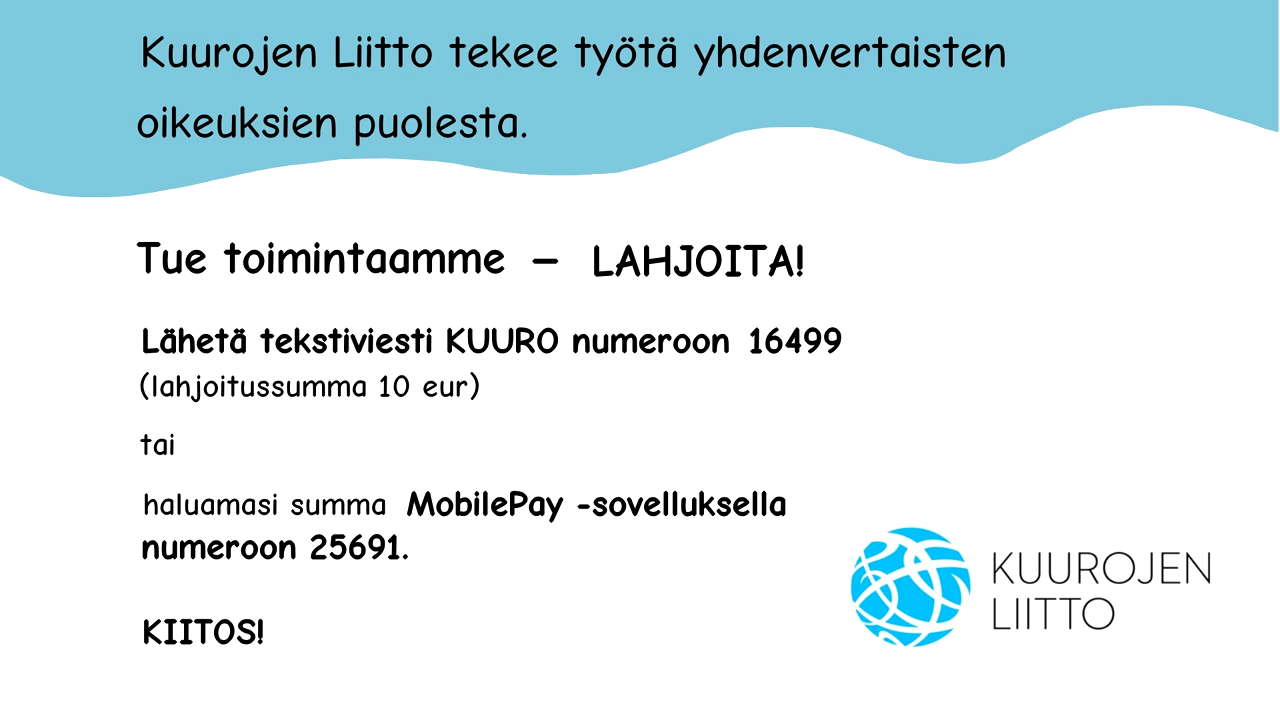 Kuurojen Liitto tekee työtä yhdenvertaisten
oikeuksien puolesta.
Tue toimintaamme – LAHJOITA!
Lähetä tekstiviesti KUURO numeroon 16499
(lahjoitussumma 10 eur)
tai
haluamasi summa MobilePay -sovelluksella
numeroon 25691.
KIITOS!
KUUROJEN
LIITTO